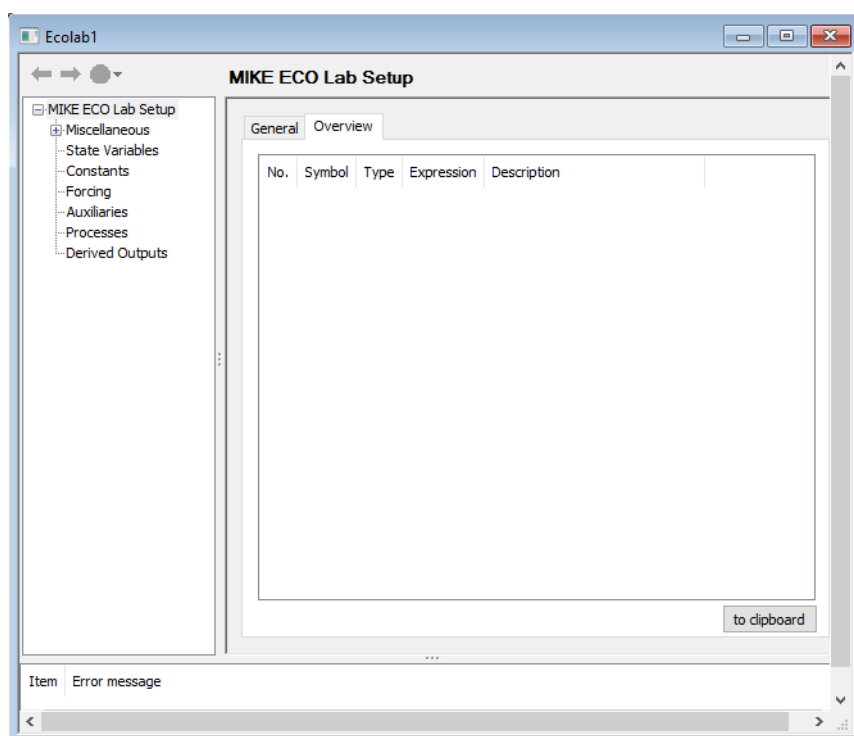 Ecolab1
MIKE ECO Lab Setup
MIKE ECO Lab Setup
Miscellaneous
State Variables
Constants
Forcing
Auxiliaries
Processes
Derived Outputs
General Overview
No. Symbol Type Expression Description
to clipboard
Item Error message